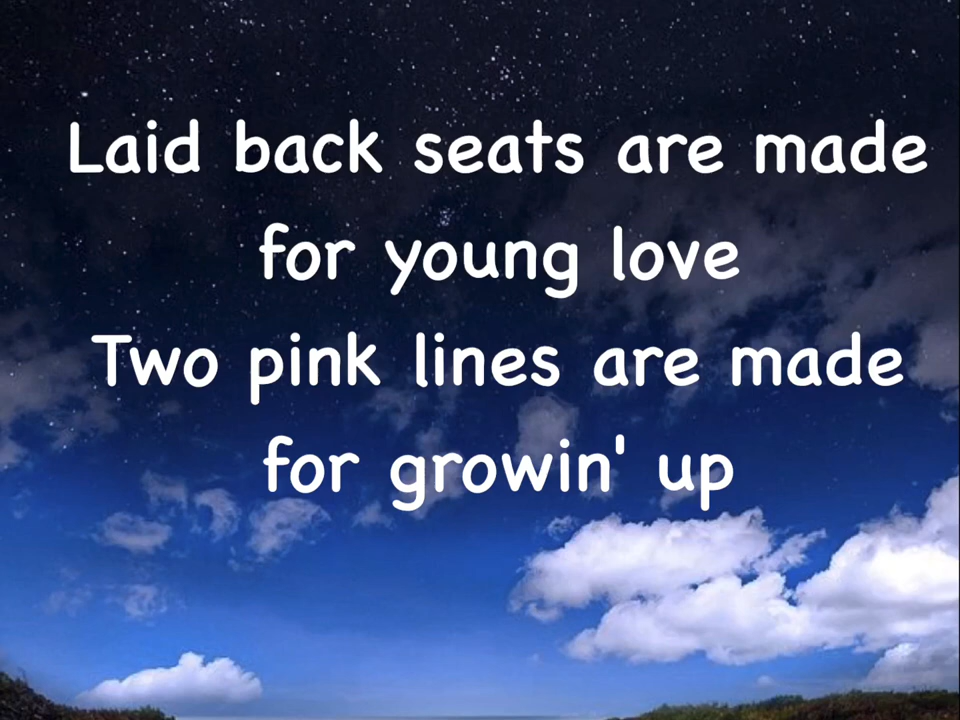 Laid back seats are made
for young love
Two pink lines are made
for growin' up